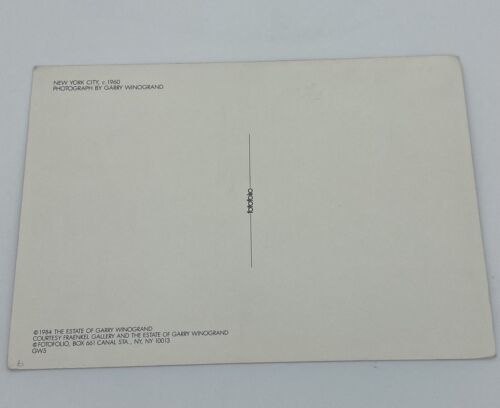 NEW YORK CITY, c. 1960
PHOTOGRAPH BY GARRY WINOGRAND
fotofolio
©1984 THE ESTATE OF GARRY WINOGRAND
COURTESY FRAENKEL GALLERY AND THE ESTATE OF GARRY WINOGRAND
©FOTOFOLIO, BOX 661 CANAL STA., NY, NY 10013
GW5